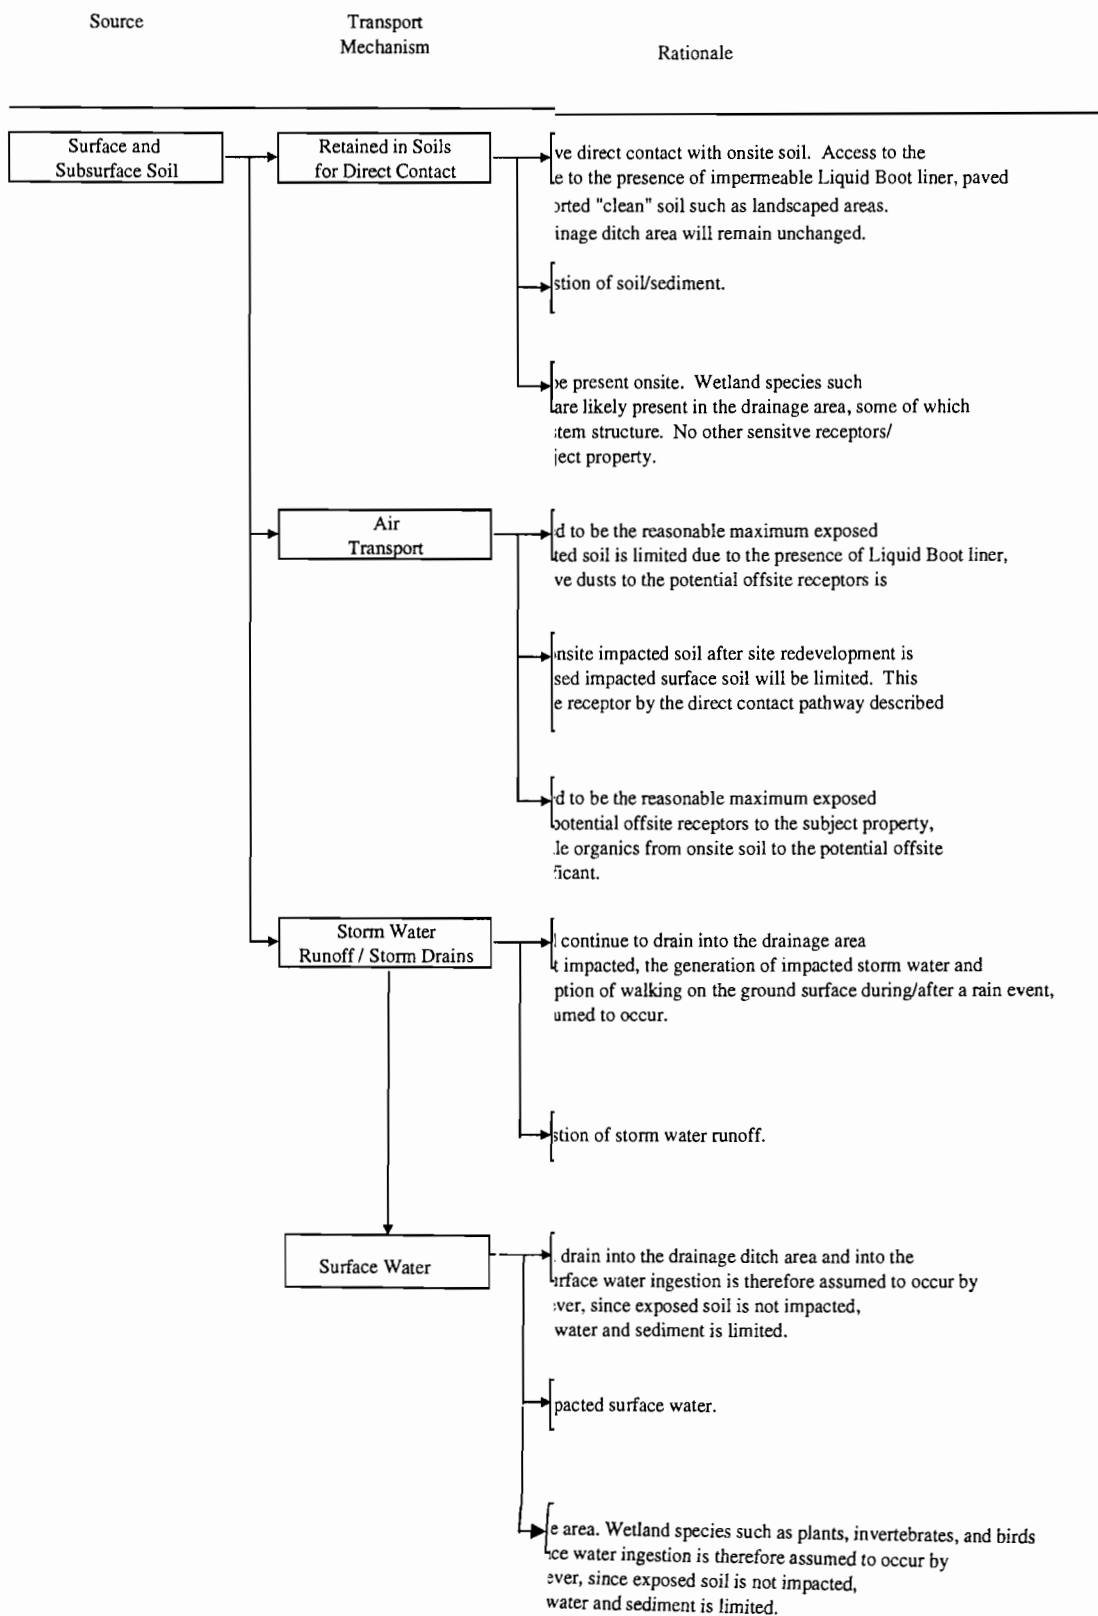 Source
Transport
Mechanism
Rationale
Surface and
Subsurface Soil
Retained in Soils
for Direct Contact
ve direct contact with onsite soil. Access to the
e to the presence of impermeable Liquid Boot liner, paved
orted "clean" soil such as landscaped areas.
inage ditch area will remain unchanged.
stion of soil/sediment.
be present onsite. Wetland species such
are likely present in the drainage area, some of which
stem structure. No other sensitve receptors/
ject property.
Air
Transport
d to be the reasonable maximum exposed
ted soil is limited due to the presence of Liquid Boot liner,
ve dusts to the potential offsite receptors is
onsite impacted soil after site redevelopment is
sed impacted surface soil will be limited. This
e receptor by the direct contact pathway described
d to be the reasonable maximum exposed
potential offsite receptors to the subject property,
le organics from onsite soil to the potential offsite
ficant.
Storm Water
Runoff / Storm Drains
l continue to drain into the drainage area
t impacted, the generation of impacted storm water and
ption of walking on the ground surface during/after a rain event,
umed to occur.
stion of storm water runoff.
Surface Water
drain into the drainage ditch area and into the
urface water ingestion is therefore assumed to occur by
ever, since exposed soil is not impacted,
water and sediment is limited.
pacted surface water.
e area. Wetland species such as plants, invertebrates, and birds
ce water ingestion is therefore assumed to occur by
ever, since exposed soil is not impacted,
water and sediment is limited.